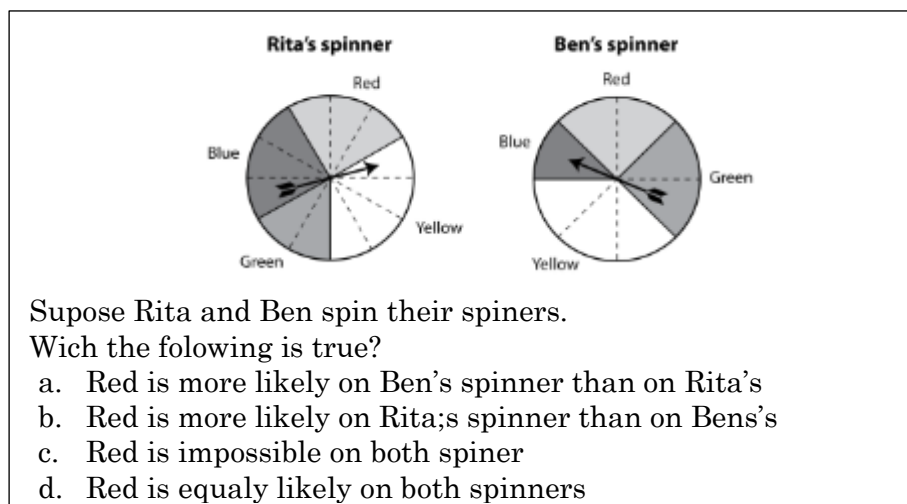 Rita's spinner
Ben's spinner
Red
Blue
Yellow
Green
Red
Blue
Green
Yellow
Supose Rita and Ben spin their spiners.
Wich the folowing is true?
a. Red is more likely on Ben's spinner than on Rita's
b. Red is more likely on Rita;s spinner than on Bens's
c. Red is impossible on both spiner
d. Red is equaly likely on both spinners